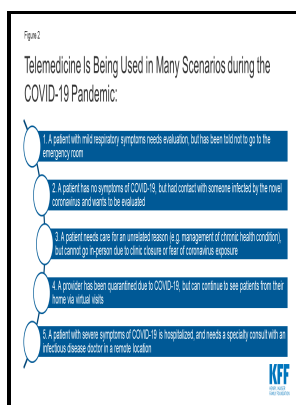 Figure 2
Telemedicine Is Being Used in Many Scenarios during the
COVID-19 Pandemic:
1. A patient with mild respiratory symptoms needs evaluation, but has been told not to go to the
emergency room
2. A patient has no symptoms of COVID, but had contact with someone infected by the novel
coronavirus and wants to be evaluated
3. A patient needs care for an unrelated reason (e.g. management of chronic health condition),
but cannot go in-person due to clinic closure or fear of coronavirus exposure
4. A provider has been quarantined due to COVID, but can continue to see patients from their
home via virtual visits
5. A patient with severe symptoms of COVID is hospitalized, and needs a specialty consult with an
infectious disease doctor in a remote location
KFF
HENRY J KAISER
FAMILY FOUNDATION